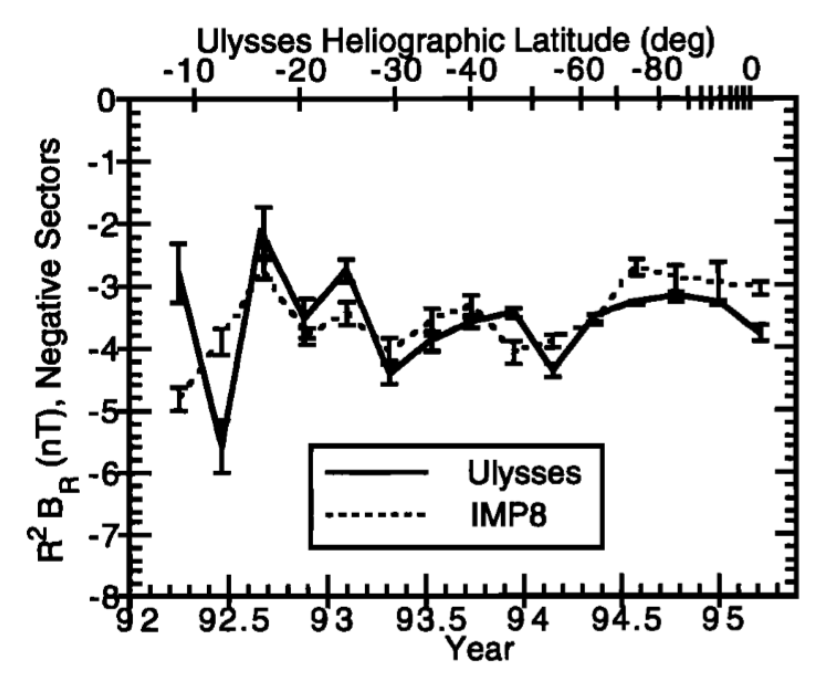 Ulysses Heliographic Latitude (deg)
-10 -20 -30 -40 -60 -80 0
0
-1
-2
-3
-4
-5
-6
-7
-8
R² B_R (nT), Negative Sectors
Ulysses
IMP8
92 92.5 93 93.5 94 94.5 95
Year